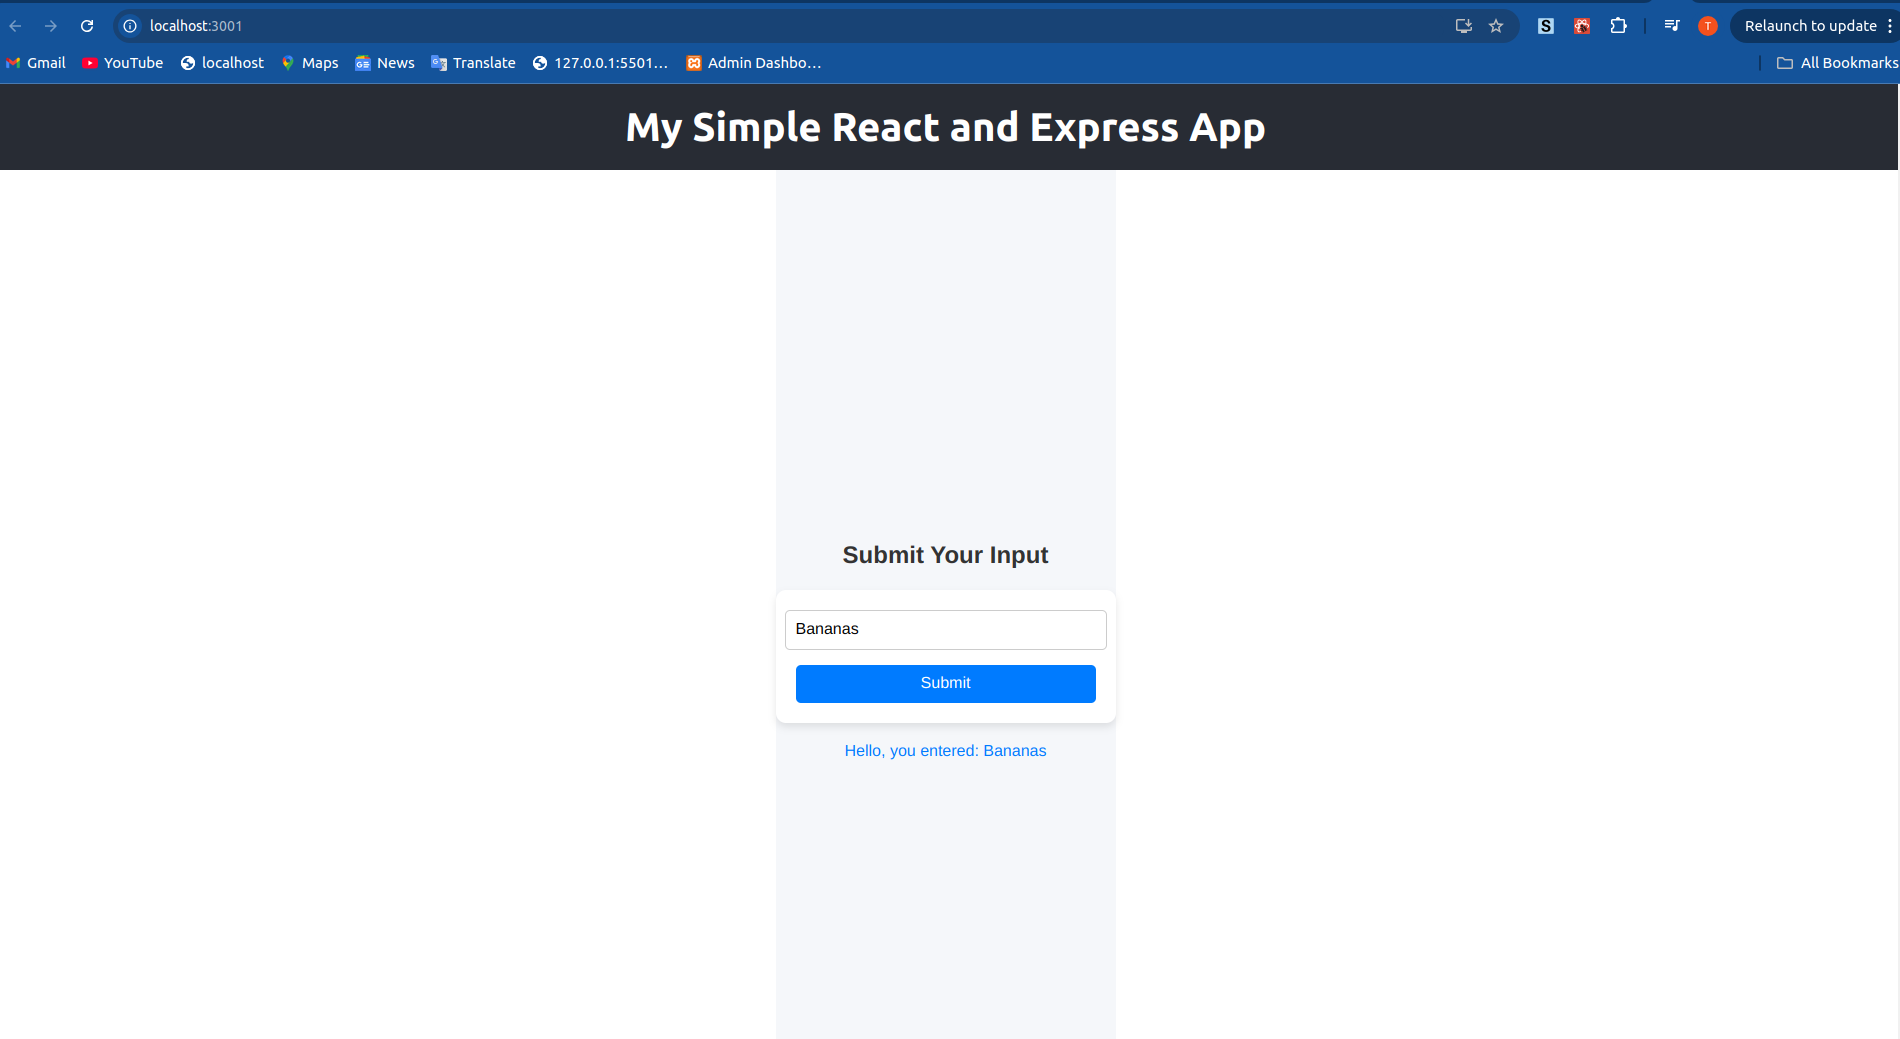 localhost:3001
S
T
Relaunch to update
Gmail YouTube localhost Maps News Translate 127.0.0.1:5501... Admin Dashbo... All Bookmarks
My Simple React and Express App
Submit Your Input
Bananas
Submit
Hello, you entered: Bananas